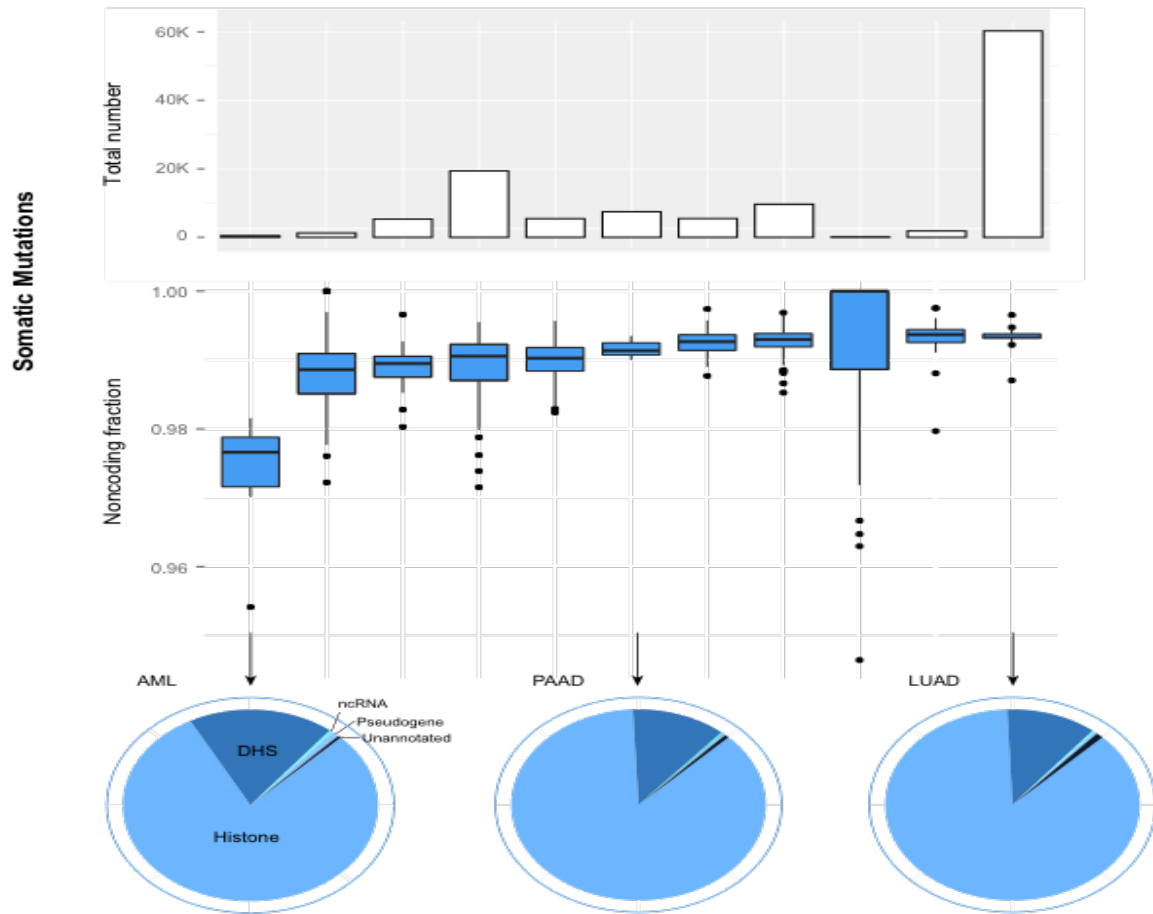 Somatic Mutations
Total number
60K
40K
20K
0
Noncoding fraction
1.00
0.98
0.96
AML
PAAD
LUAD
ncRNA
Pseudogene
Unannotated
DHS
Histone